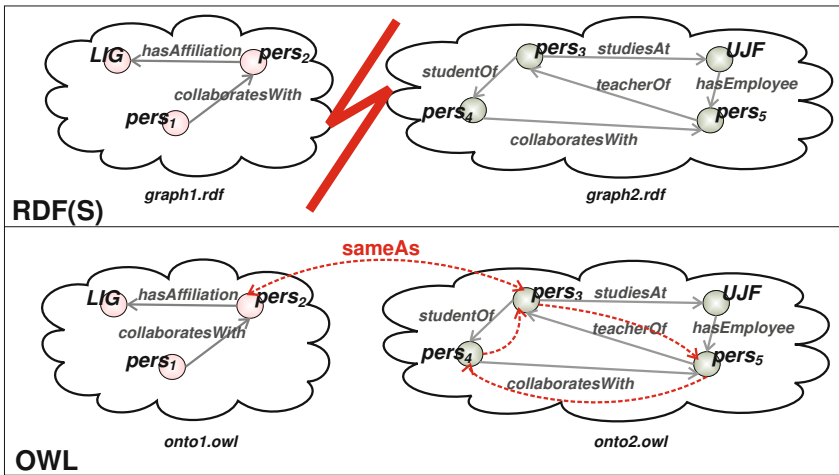 LIG hasAffiliation pers2
collaboratesWith
pers1
graph1.rdf
RDF(S)
pers3 studiesAt UJF
studentOf
teacherOf hasEmployee
pers4 pers5
collaboratesWith
graph2.rdf
sameAs
LIG hasAffiliation pers2
collaboratesWith
pers1
onto1.owl
OWL
pers3 studiesAt UJF
studentOf
teacherOf hasEmployee
pers4 pers5
collaboratesWith
onto2.owl